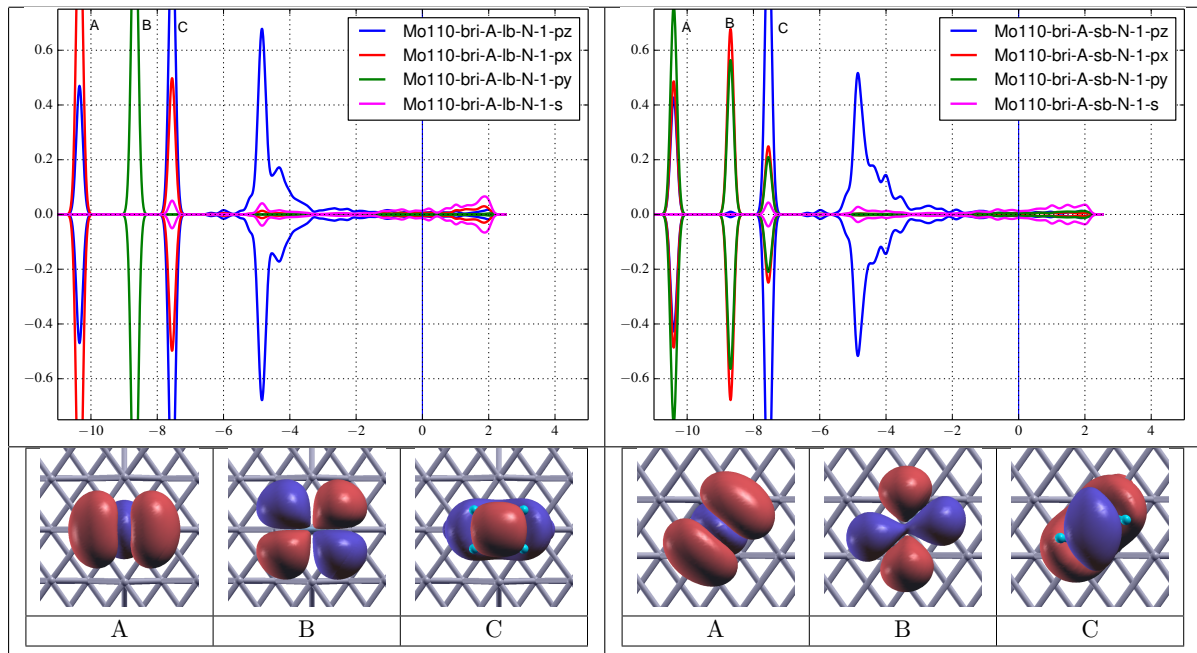 A B C
Mo110-bri-A-lb-N-1-pz
Mo110-bri-A-lb-N-1-px
Mo110-bri-A-lb-N-1-py
Mo110-bri-A-lb-N-1-s
0.6
0.4
0.2
0.0
−0.2
−0.4
−0.6
−10 −8 −6 −4 −2 0 2 4
A B C
Mo110-bri-A-sb-N-1-pz
Mo110-bri-A-sb-N-1-px
Mo110-bri-A-sb-N-1-py
Mo110-bri-A-sb-N-1-s
0.6
0.4
0.2
0.0
−0.2
−0.4
−0.6
−10 −8 −6 −4 −2 0 2 4
A B C
A B C